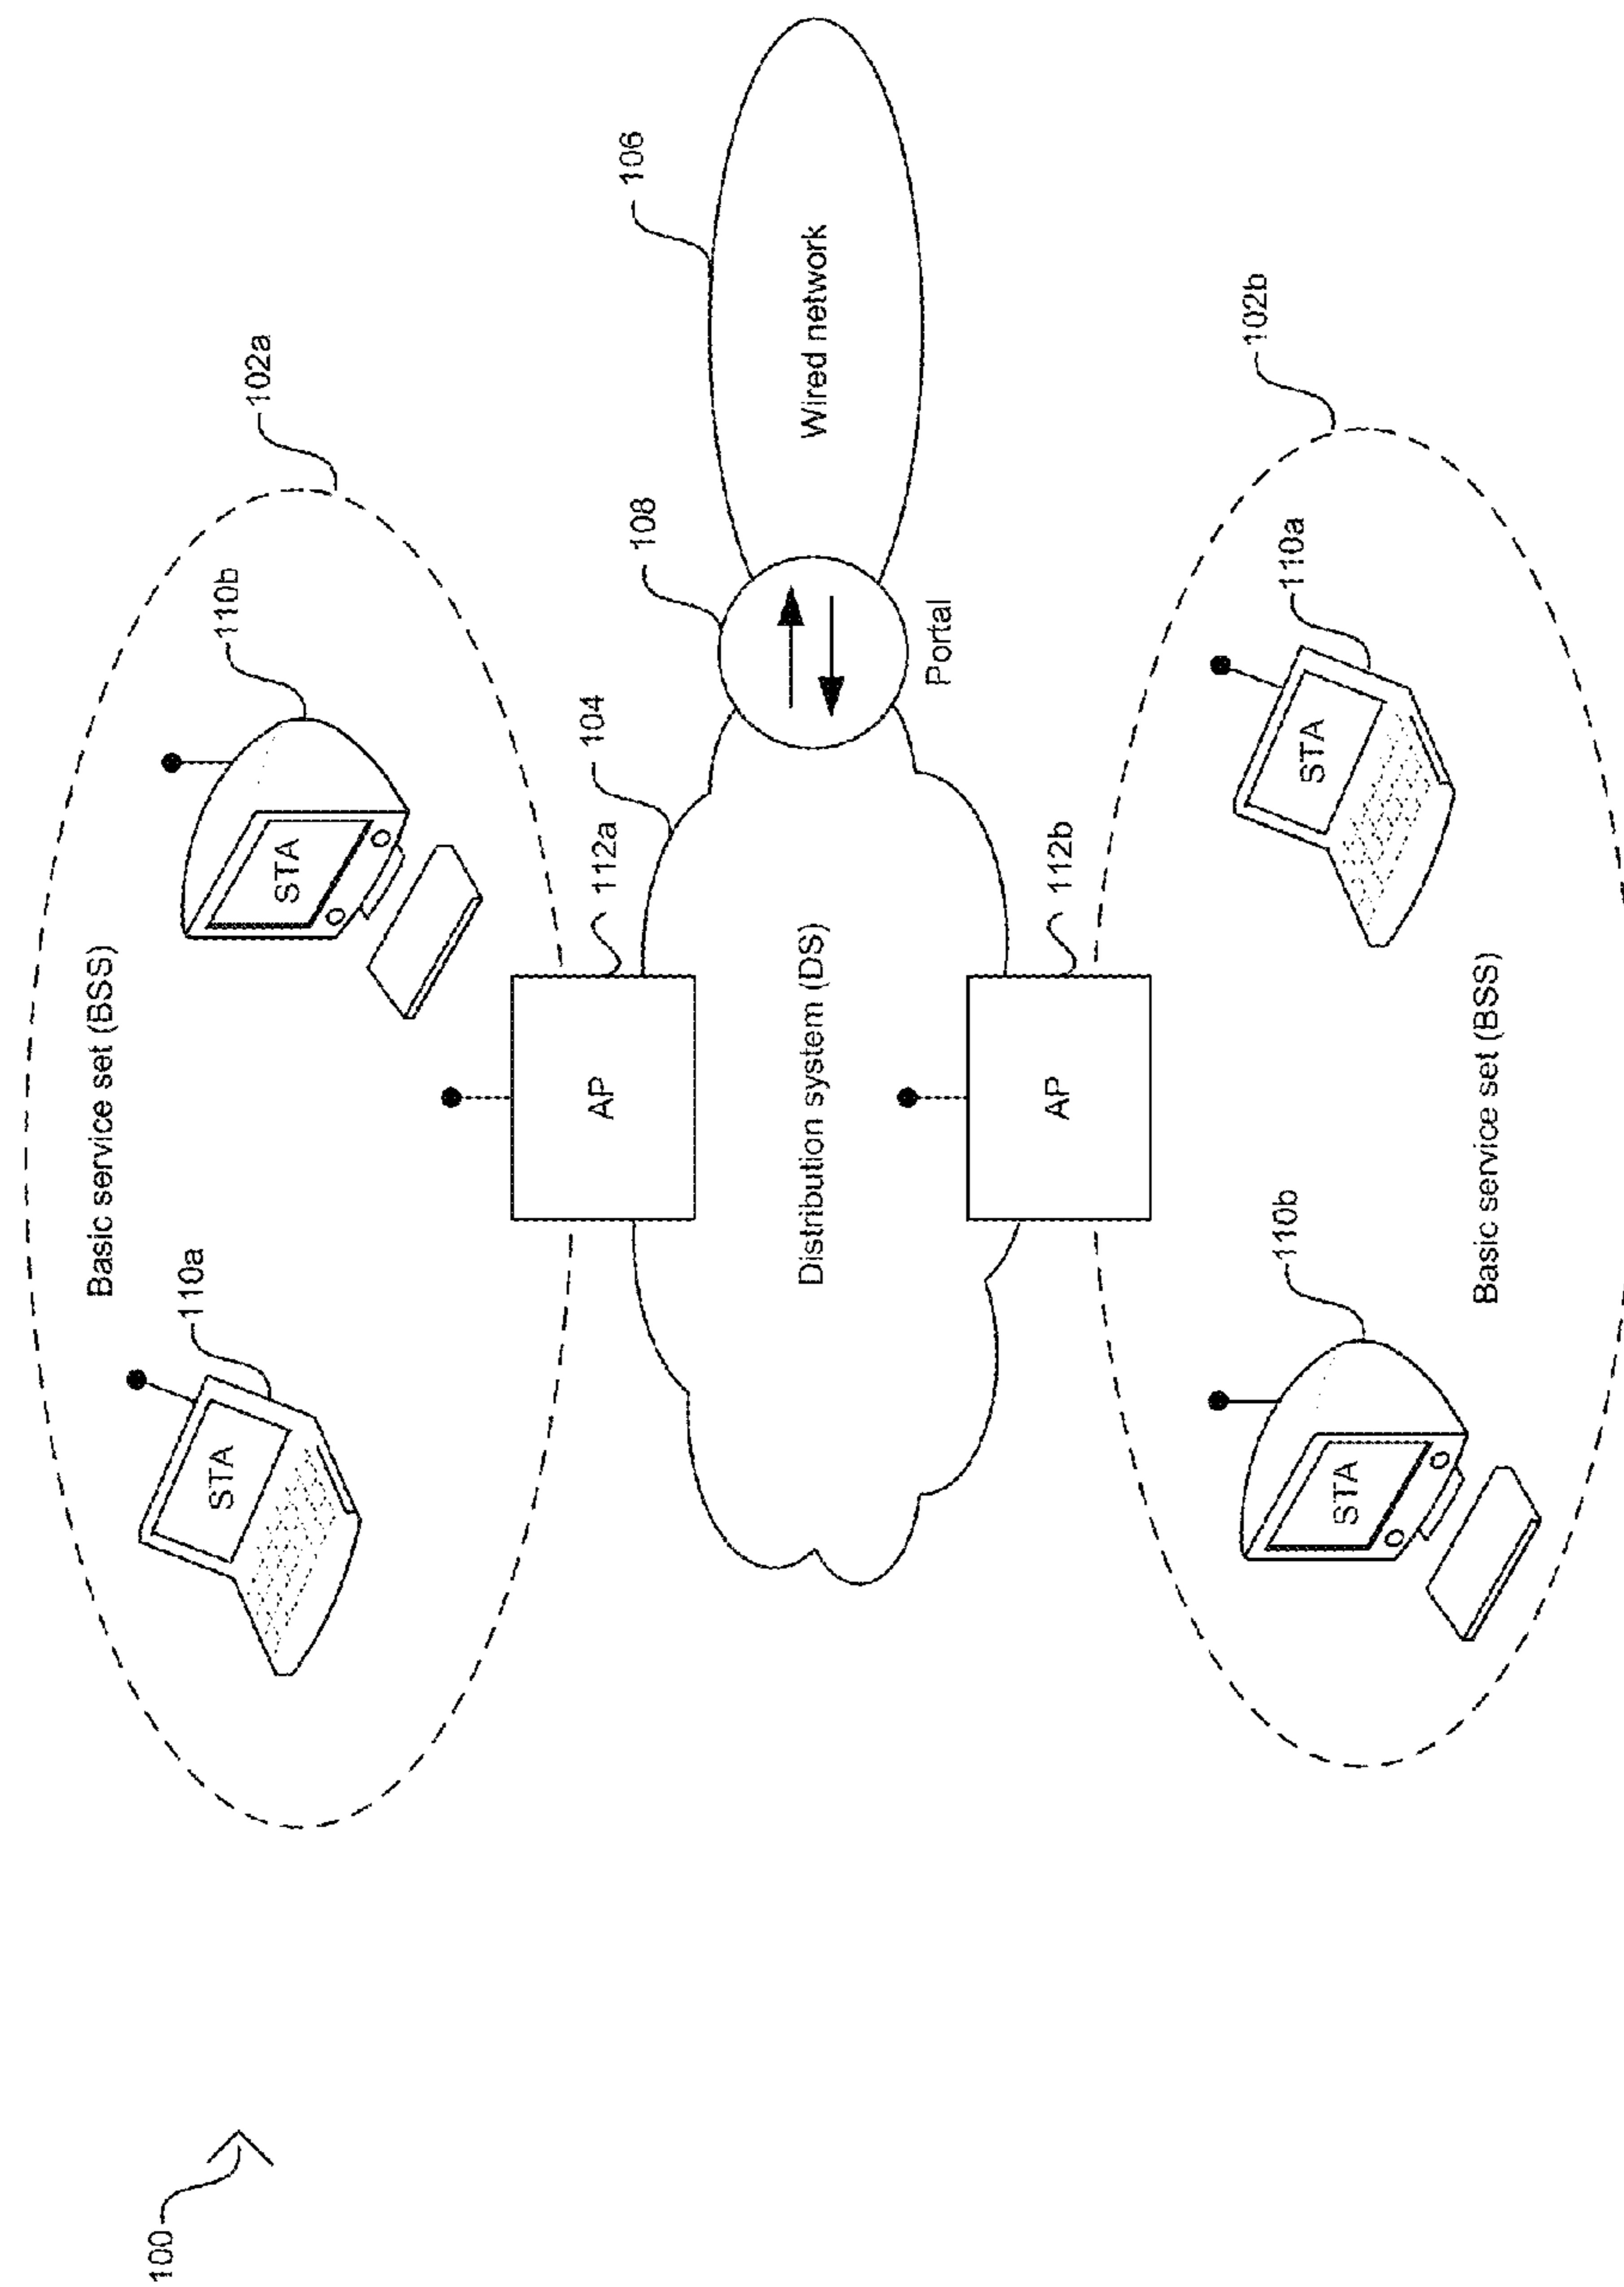 100
102a
Basic service set (BSS)
110a
STA
110b
STA
AP
112a
104
Distribution system (DS)
108
Portal
106
Wired network
AP
112b
102b
110b
STA
110a
STA
Basic service set (BSS)